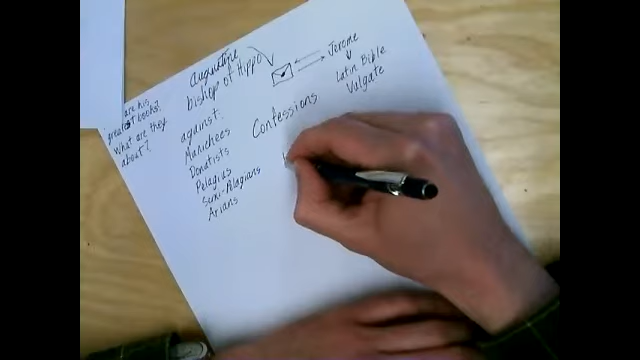 are his
greatest books?
what are they
about?
Augustine
bishop of Hippo
against:
Manichees
Donatists
Pelagias
Semi-Pelagians
Arians
Confessions
Jerome
Latin Bible
Vulgate